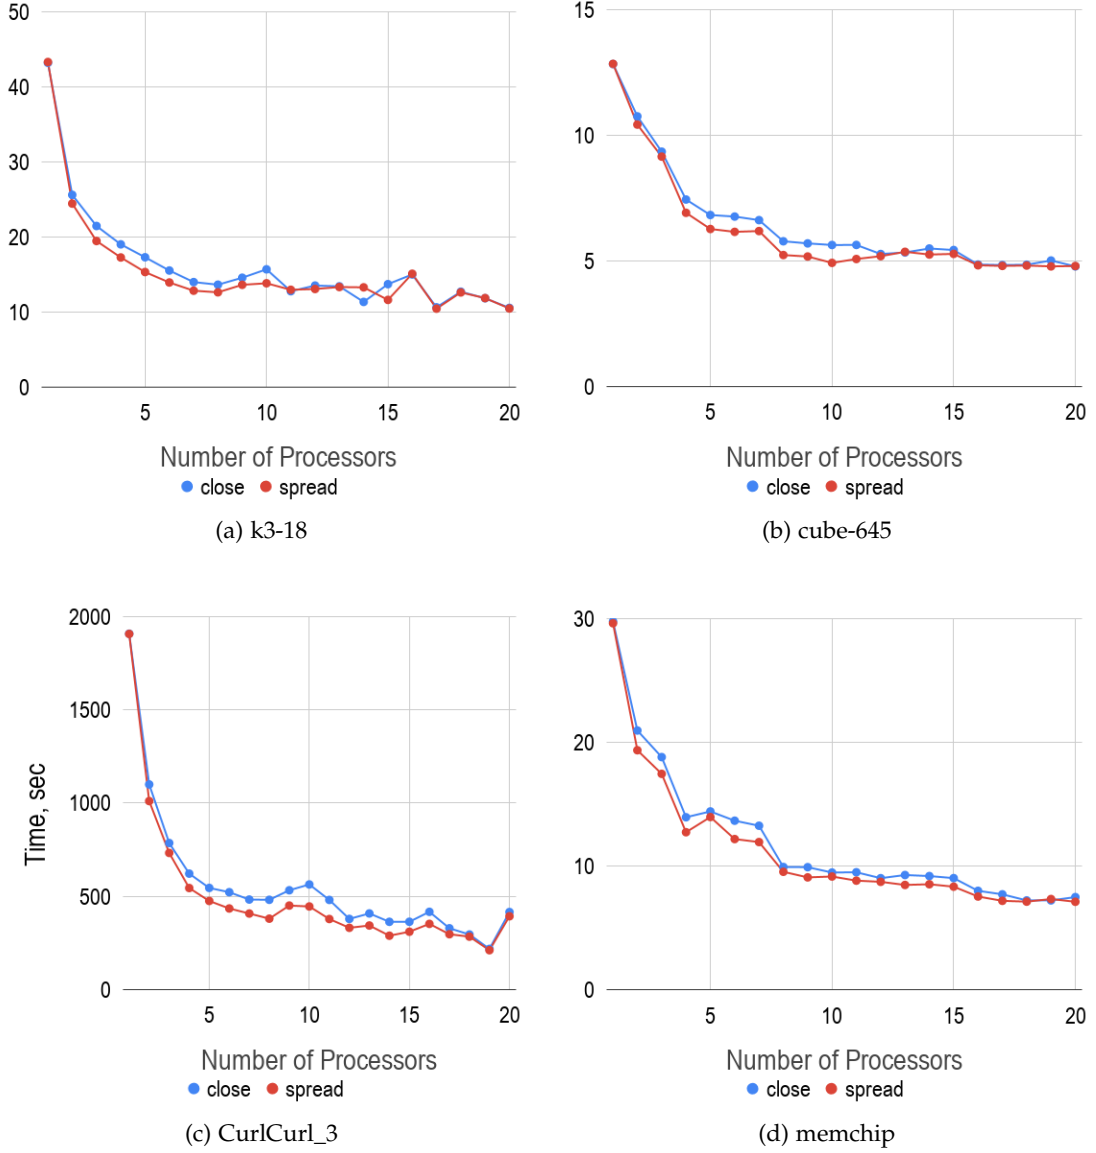 50
40
30
20
10
0
5 10 15 20
Number of Processors
close spread
(a) k3-18
15
10
5
0
5 10 15 20
Number of Processors
close spread
(b) cube-645
Time, sec
2000
1500
1000
500
0
5 10 15 20
Number of Processors
close spread
(c) CurlCurl_3
30
20
10
0
5 10 15 20
Number of Processors
close spread
(d) memchip